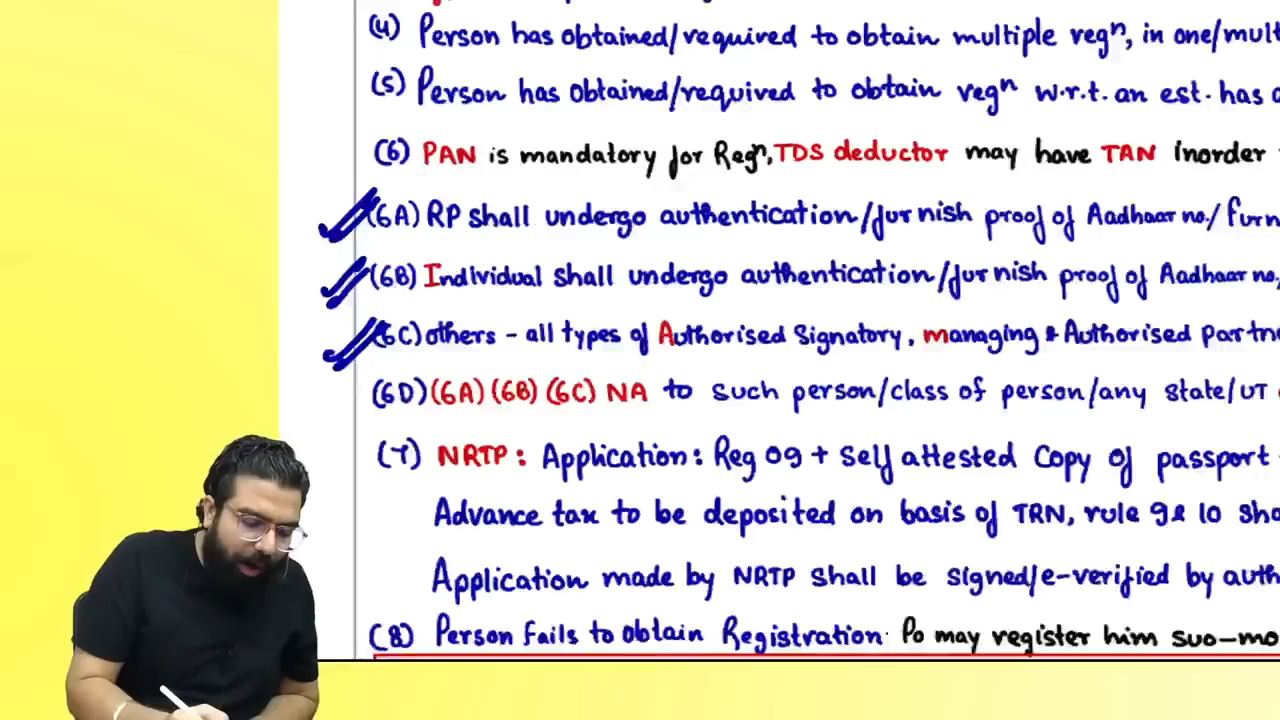 (4) Person has obtained/required to obtain multiple regⁿ, in one/mult
(5) Person has obtained/required to obtain regⁿ w.r.t. an est. has
(6) PAN is mandatory for Regⁿ, TDS deductor may have TAN inorder
(6A) RP shall undergo authentication/furnish proof of Aadhaar no./ furn
(6B) Individual shall undergo authentication/furnish proof of Aadhaar no,
(6C) others - all types of Authorised Signatory, managing & Authorised partn
(6D) (6A) (6B) (6C) NA to such person/class of person/any state/UT
(7) NRTP: Application: Reg 09 + Self attested Copy of passport
Advance tax to be deposited on basis of TRN, rule 9 & 10 sha
Application made by NRTP shall be signed/e-verified by auth
(8) Person fails to obtain Registration. Po may register him suo-mo